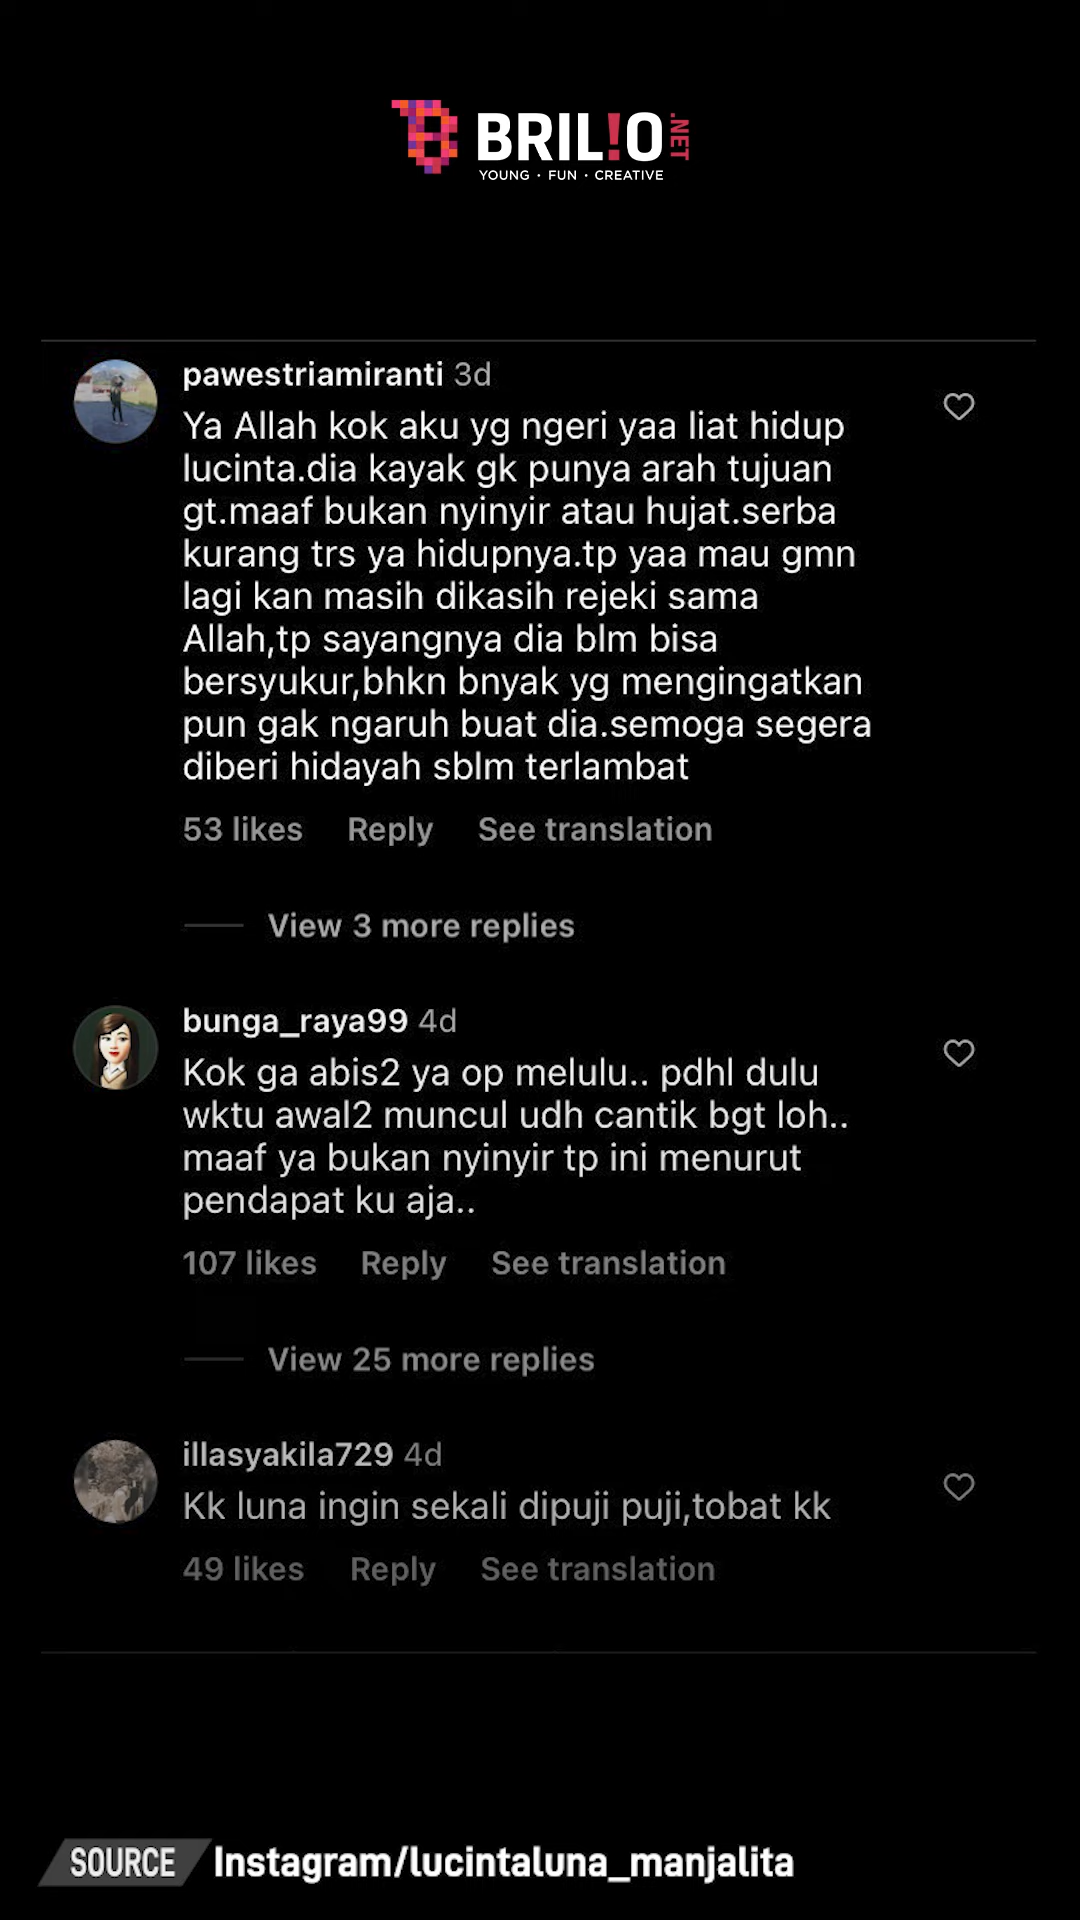 BRIL!O.NET
YOUNG · FUN · CREATIVE
pawestriamiranti 3d
Ya Allah kok aku yg ngeri yaa liat hidup
lucinta.dia kayak gk punya arah tujuan
gt.maaf bukan nyinyir atau hujat.serba
kurang trs ya hidupnya.tp yaa mau gmn
lagi kan masih dikasih rejeki sama
Allah,tp sayangnya dia blm bisa
bersyukur,bhkn bnyak yg mengingatkan
pun gak ngaruh buat dia.semoga segera
diberi hidayah sblm terlambat
53 likes Reply See translation
View 3 more replies
bunga_raya99 4d
Kok ga abis2 ya op melulu.. pdhl dulu
wktu awal2 muncul udh cantik bgt loh..
maaf ya bukan nyinyir tp ini menurut
pendapat ku aja..
107 likes Reply See translation
View 25 more replies
illasyakila729 4d
Kk luna ingin sekali dipuji puji,tobat kk
49 likes Reply See translation
SOURCE Instagram/lucintaluna_manjalita